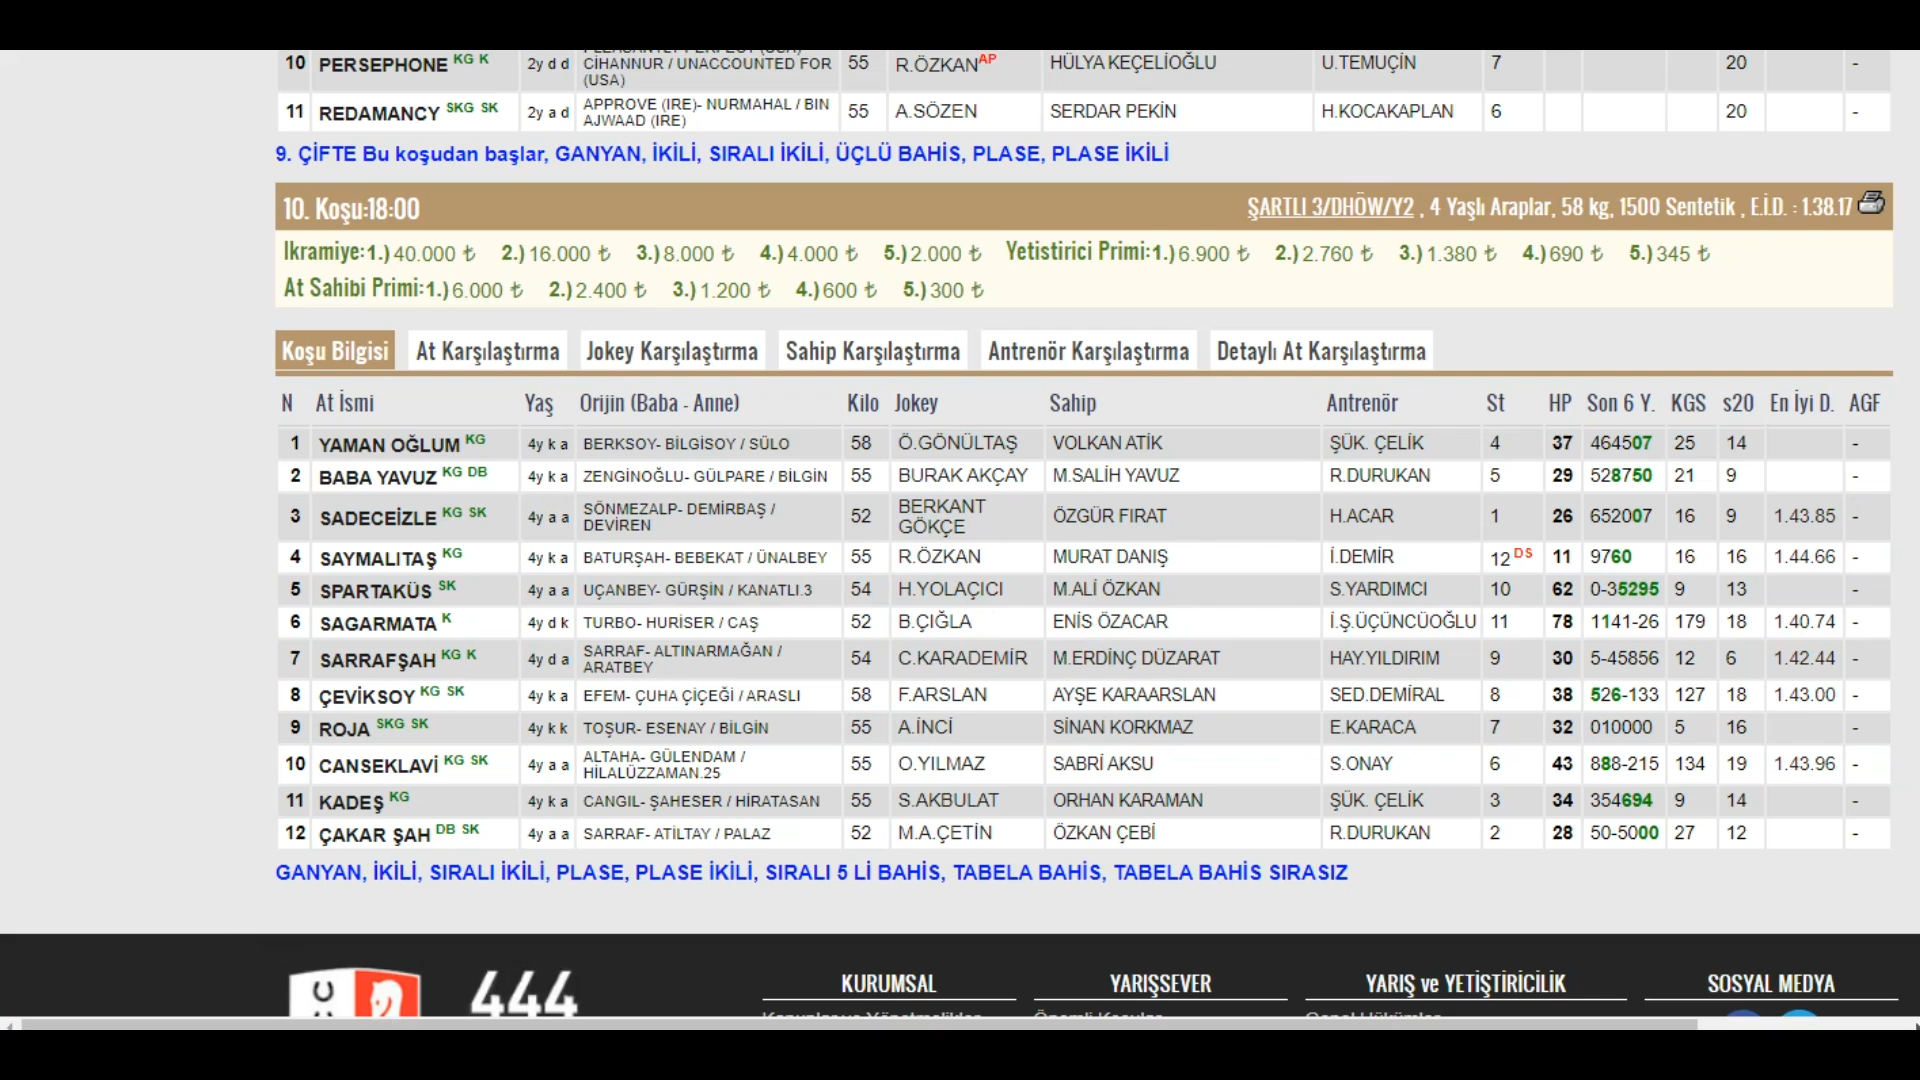 10 PERSEPHONE KG K 2y d d CİHANNUR / UNACCOUNTED FOR (USA) 55 R.ÖZKAN AP HÜLYA KEÇELİOĞLU U.TEMUÇİN 7 20 -
11 REDAMANCY SKG SK 2y a d APPROVE (IRE)- NURMAHAL / BIN AJWAAD (IRE) 55 A.SÖZEN SERDAR PEKİN H.KOCAKAPLAN 6 20 -
9. ÇİFTE Bu koşudan başlar, GANYAN, İKİLİ, SIRALI İKİLİ, ÜÇLÜ BAHİS, PLASE, PLASE İKİLİ
10. Koşu:18:00 ŞARTLI 3/DHÖW/Y2 , 4 Yaşlı Araplar, 58 kg, 1500 Sentetik , E.İ.D. : 1.38.17
Ikramiye:1.) 40.000 ₺ 2.) 16.000 ₺ 3.) 8.000 ₺ 4.) 4.000 ₺ 5.) 2.000 ₺ Yetistirici Primi:1.) 6.900 ₺ 2.) 2.760 ₺ 3.) 1.380 ₺ 4.) 690 ₺ 5.) 345 ₺
At Sahibi Primi:1.) 6.000 ₺ 2.) 2.400 ₺ 3.) 1.200 ₺ 4.) 600 ₺ 5.) 300 ₺
Koşu Bilgisi At Karşılaştırma Jokey Karşılaştırma Sahip Karşılaştırma Antrenör Karşılaştırma Detaylı At Karşılaştırma
N At İsmi Yaş Orijin (Baba - Anne) Kilo Jokey Sahip Antrenör St HP Son 6 Y. KGS s20 En İyi D. AGF
1 YAMAN OĞLUM KG 4y k a BERKSOY- BİLGİSOY / SÜLO 58 Ö.GÖNÜLTAŞ VOLKAN ATİK ŞÜK. ÇELİK 4 37 464507 25 14 -
2 BABA YAVUZ KG DB 4y k a ZENGİNOĞLU- GÜLPARE / BİLGİN 55 BURAK AKÇAY M.SALİH YAVUZ R.DURUKAN 5 29 528750 21 9 -
3 SADECEİZLE KG SK 4y a a SÖNMEZALP- DEMİRBAŞ / DEVİREN 52 BERKANT GÖKÇE ÖZGÜR FIRAT H.ACAR 1 26 652007 16 9 1.43.85 -
4 SAYMALITAŞ KG 4y k a BATURŞAH- BEBEKAT / ÜNALBEY 55 R.ÖZKAN MURAT DANIŞ İ.DEMİR 12 DS 11 9760 16 16 1.44.66 -
5 SPARTAKÜS SK 4y a a UÇANBEY- GÜRŞİN / KANATLI.3 54 H.YOLAÇICI M.ALİ ÖZKAN S.YARDIMCI 10 62 0-35295 9 13 -
6 SAGARMATA K 4y d k TURBO- HURİSER / CAŞ 52 B.ÇIĞLA ENİS ÖZACAR İ.Ş.ÜÇÜNCÜOĞLU 11 78 1141-26 179 18 1.40.74 -
7 SARRAFŞAH KG K 4y d a SARRAF- ALTINARMAĞAN / ARATBEY 54 C.KARADEMİR M.ERDİNÇ DÜZARAT HAY.YILDIRIM 9 30 5-45856 12 6 1.42.44 -
8 ÇEVİKSOY KG SK 4y k a EFEM- ÇUHA ÇİÇEĞİ / ARASLI 58 F.ARSLAN AYŞE KARAARSLAN SED.DEMİRAL 8 38 526-133 127 18 1.43.00 -
9 ROJA SKG SK 4y k k TOŞUR- ESENAY / BİLGİN 55 A.İNCİ SİNAN KORKMAZ E.KARACA 7 32 010000 5 16 -
10 CANSEKLAVİ KG SK 4y a a ALTAHA- GÜLENDAM / HİLALÜZZAMAN.25 55 O.YILMAZ SABRİ AKSU S.ONAY 6 43 888-215 134 19 1.43.96 -
11 KADEŞ KG 4y k a CANGIL- ŞAHESER / HİRATASAN 55 S.AKBULAT ORHAN KARAMAN ŞÜK. ÇELİK 3 34 354694 9 14 -
12 ÇAKAR ŞAH DB SK 4y a a SARRAF- ATİLTAY / PALAZ 52 M.A.ÇETİN ÖZKAN ÇEBİ R.DURUKAN 2 28 50-5000 27 12 -
GANYAN, İKİLİ, SIRALI İKİLİ, PLASE, PLASE İKİLİ, SIRALI 5 Lİ BAHİS, TABELA BAHİS, TABELA BAHİS SIRASIZ
444 KURUMSAL YARIŞSEVER YARIŞ ve YETİŞTİRİCİLİK SOSYAL MEDYA